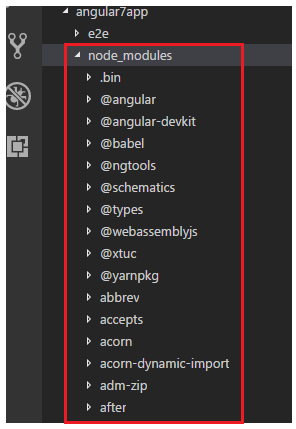 angular7app
e2e
node_modules
.bin
@angular
@angular-devkit
@babel
@ngtools
@schematics
@types
@webassemblyjs
@xtuc
@yarnpkg
abbrev
accepts
acorn
acorn-dynamic-import
adm-zip
after